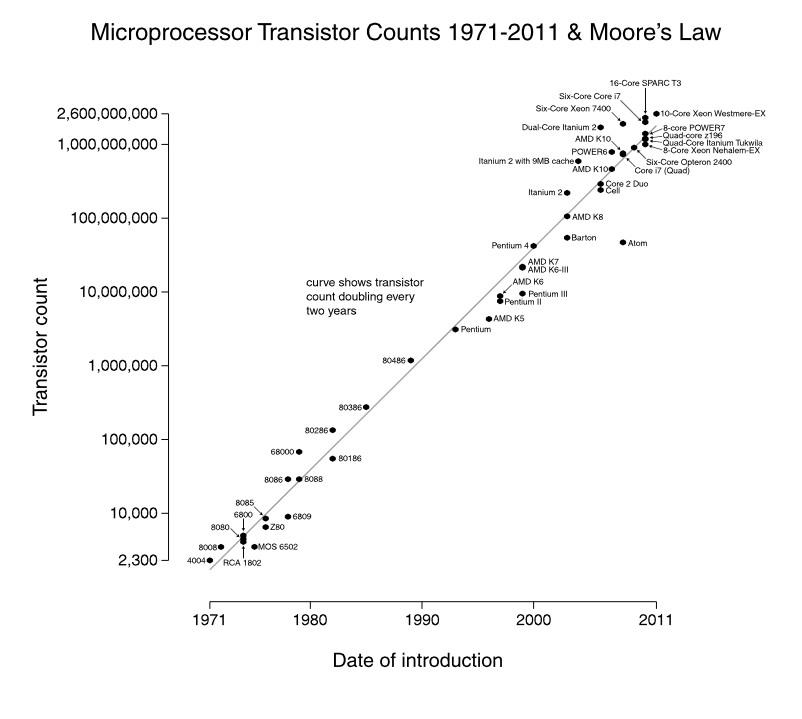 Microprocessor Transistor Counts 1971-2011 & Moore's Law
16-Core SPARC T3
Six-Core Core i7
Six-Core Xeon 7400
10-Core Xeon Westmere-EX
Dual-Core Itanium 2
8-core POWER7
Quad-core z196
AMD K10
Quad-Core Itanium Tukwila
POWER6
8-Core Xeon Nehalem-EX
Itanium 2 with 9MB cache
Six-Core Opteron 2400
AMD K10
Core i7 (Quad)
Core 2 Duo
Itanium 2
Cell
AMD K8
Barton
Pentium 4
Atom
AMD K7
AMD K6-III
curve shows transistor
count doubling every
two years
AMD K6
Pentium III
Pentium II
AMD K5
Pentium
80486
80386
80286
68000
80186
8086
8088
8085
6800
6809
8080
Z80
8008
MOS 6502
4004
RCA 1802
Transistor count
2,600,000,000
1,000,000,000
100,000,000
10,000,000
1,000,000
100,000
10,000
2,300
1971
1980
1990
2000
2011
Date of introduction